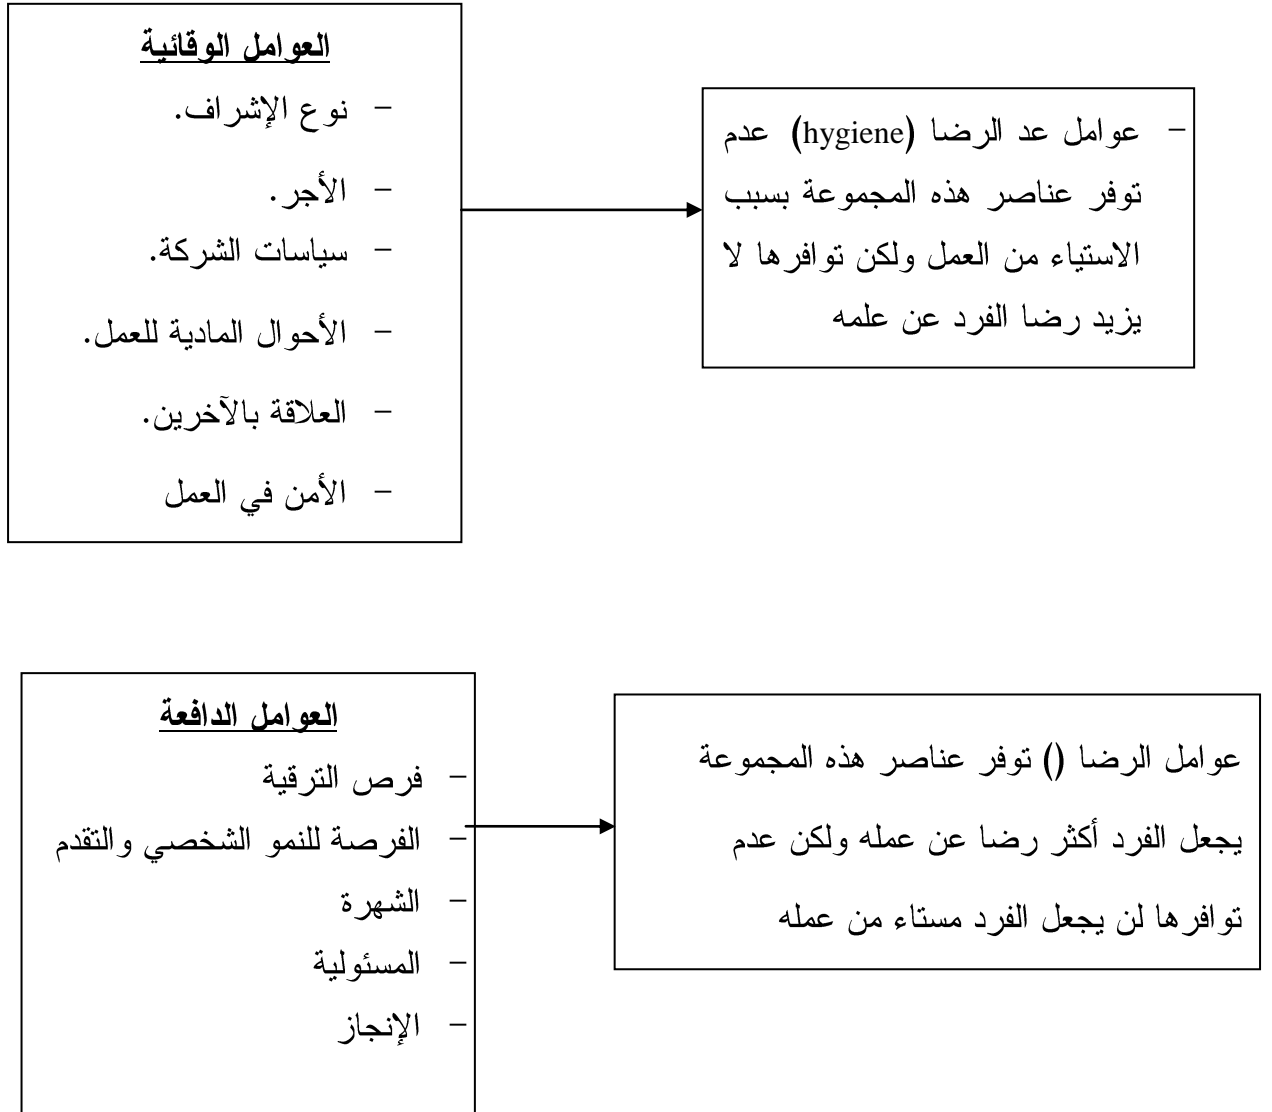 العوامل الوقائية
- نوع الإشراف.
- الأجر.
- سياسات الشركة.
- الأحوال المادية للعمل.
- العلاقة بالآخرين.
- الأمن في العمل
- عوامل عد الرضا (hygiene) عدم
توفر عناصر هذه المجموعة بسبب
الاستياء من العمل ولكن توافرها لا
يزيد رضا الفرد عن علمه
العوامل الدافعة
- فرص الترقية
- الفرصة للنمو الشخصي والتقدم
- الشهرة
- المسئولية
- الإنجاز
عوامل الرضا () توفر عناصر هذه المجموعة
يجعل الفرد أكثر رضا عن عمله ولكن عدم
توافرها لن يجعل الفرد مستاء من عمله